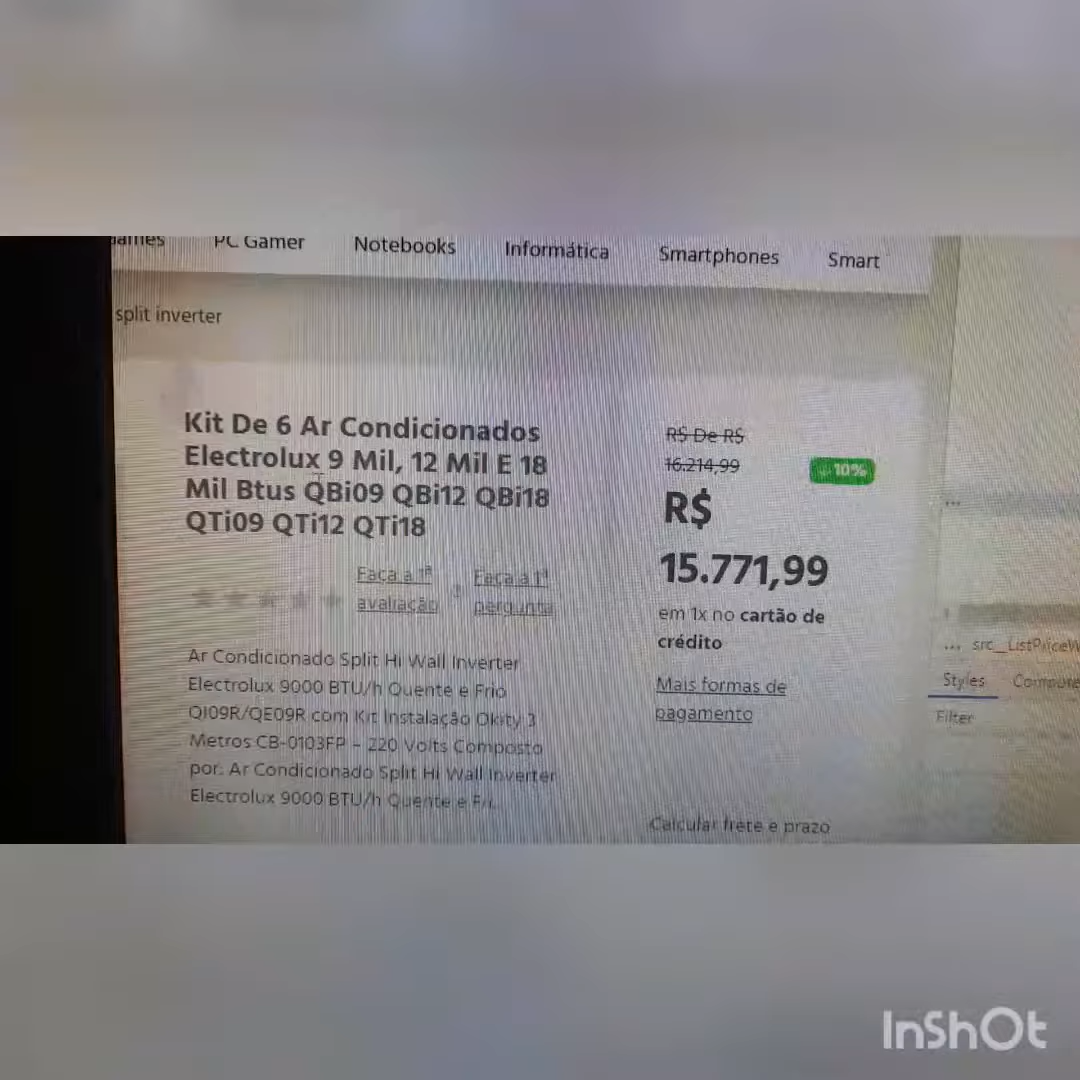 games PC Gamer Notebooks Informática Smartphones Smart
split inverter
Kit De 6 Ar Condicionados
Electrolux 9 Mil, 12 Mil E 18
Mil Btus QBi09 QBi12 QBi18
QTi09 QTi12 QTi18
Faça a 1ª
avaliação
Faça a 1ª
pergunta
R$ De R$
16.214,99
↓10%
R$
15.771,99
em 1x no cartão de
crédito
Mais formas de
pagamento
Ar Condicionado Split Hi Wall Inverter
Electrolux 9000 BTU/h Quente e Frio
QI09R/QE09R com Kit Instalação Okity 3
Metros CB-0103FP - 220 Volts Composto
por: Ar Condicionado Split Hi Wall Inverter
Electrolux 9000 BTU/h Quente e Fri...
Calcular frete e prazo
...
... src__ListPrice
Styles Compute
Filter
InShOt